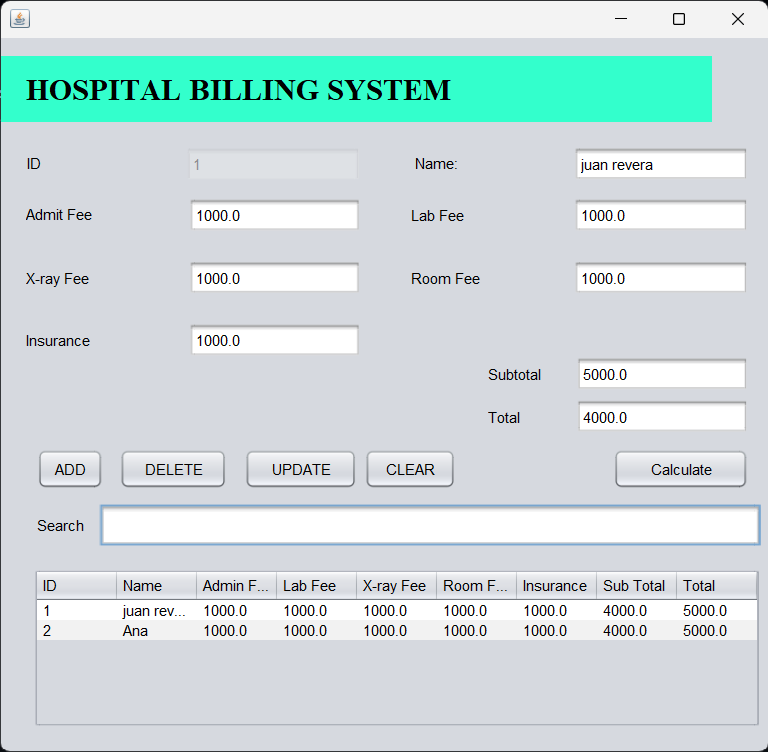 HOSPITAL BILLING SYSTEM
ID 1 Name: juan revera
Admit Fee 1000.0 Lab Fee 1000.0
X-ray Fee 1000.0 Room Fee 1000.0
Insurance 1000.0
Subtotal 5000.0
Total 4000.0
ADD DELETE UPDATE CLEAR Calculate
Search
ID Name Admin F... Lab Fee X-ray Fee Room F... Insurance Sub Total Total
1 juan rev... 1000.0 1000.0 1000.0 1000.0 1000.0 4000.0 5000.0
2 Ana 1000.0 1000.0 1000.0 1000.0 1000.0 4000.0 5000.0